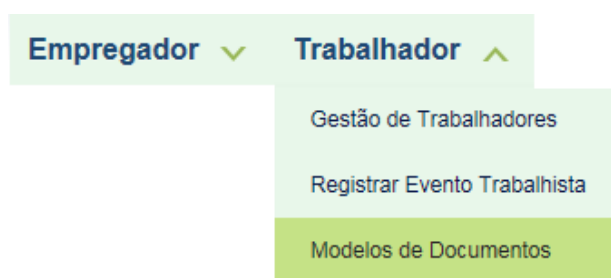 Empregador Trabalhador
Gestão de Trabalhadores
Registrar Evento Trabalhista
Modelos de Documentos